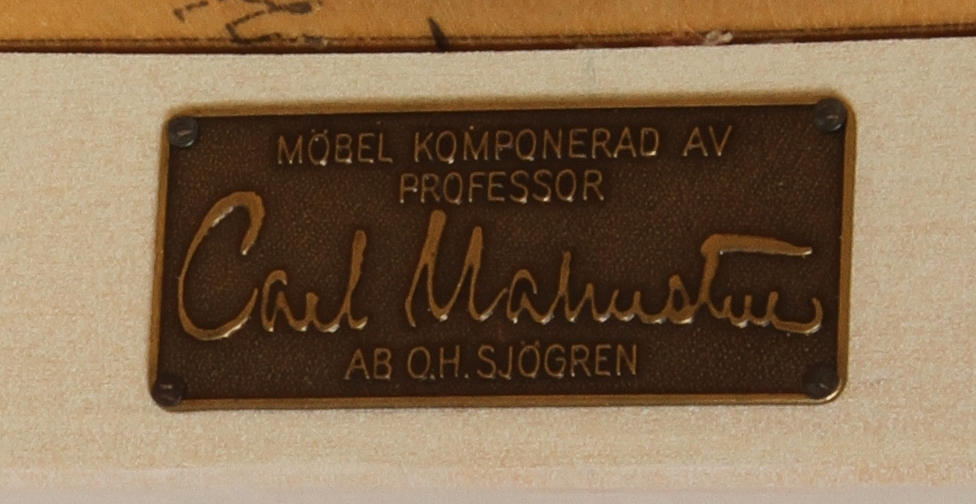 MÖBEL KOMPONERAD AV
PROFESSOR
Carl Malmsten
AB O.H. SJÖGREN